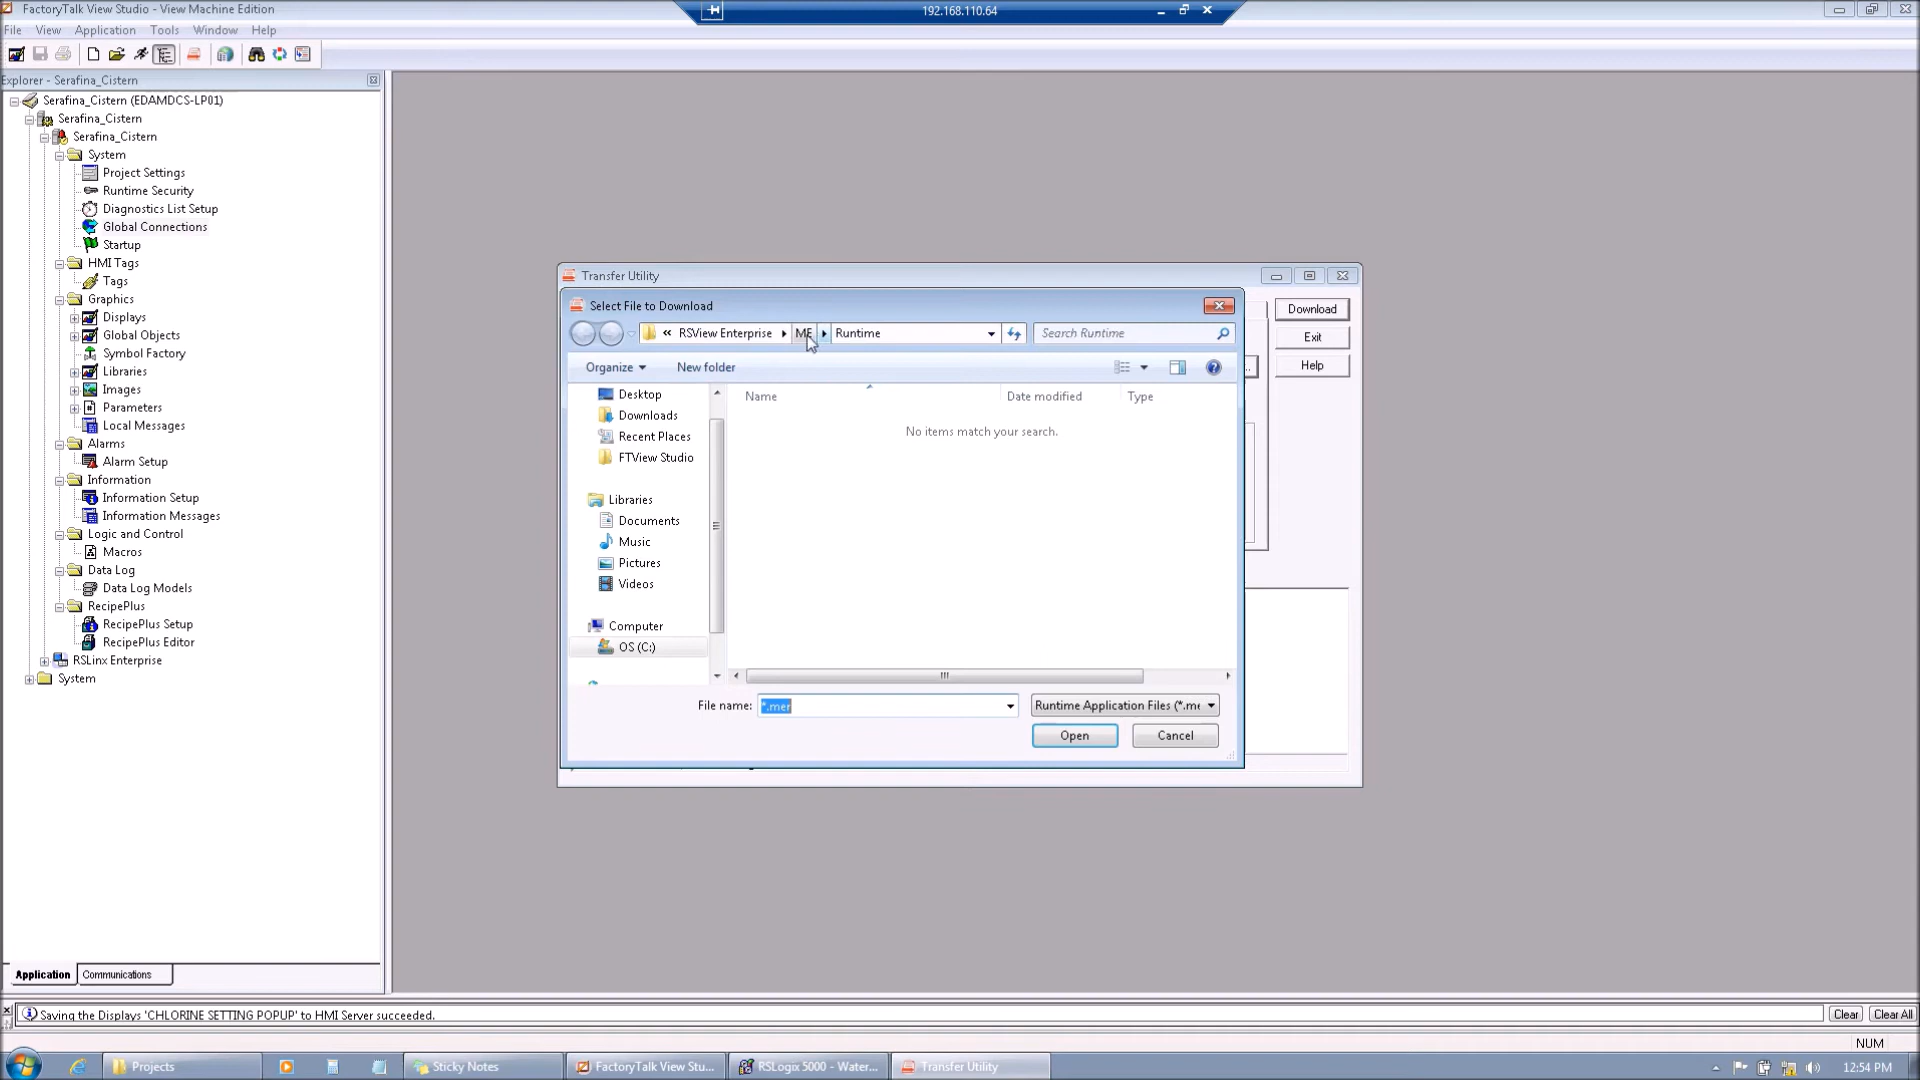 FactoryTalk View Studio - View Machine Edition
192.168.110.64
File View Application Tools Window Help
Explorer - Serafina_Cistern
Serafina_Cistern (EDAMDCS-LP01)
Serafina_Cistern
Serafina_Cistern
System
Project Settings
Runtime Security
Diagnostics List Setup
Global Connections
Startup
HMI Tags
Tags
Graphics
Displays
Global Objects
Symbol Factory
Libraries
Images
Parameters
Local Messages
Alarms
Alarm Setup
Information
Information Setup
Information Messages
Logic and Control
Macros
Data Log
Data Log Models
RecipePlus
RecipePlus Setup
RecipePlus Editor
RSLinx Enterprise
System
Application Communications
Transfer Utility
Download
Exit
Help
Select File to Download
« RSView Enterprise ME Runtime
Search Runtime
Organize New folder
Name Date modified Type
No items match your search.
Desktop
Downloads
Recent Places
FTView Studio
Libraries
Documents
Music
Pictures
Videos
Computer
OS (C:)
File name: *.mer Runtime Application Files (*.me
Open Cancel
Saving the Displays 'CHLORINE SETTING POPUP' to HMI Server succeeded.
Clear Clear All
NUM
Projects Sticky Notes FactoryTalk View Stu... RSLogix 5000 - Water... Transfer Utility 12:54 PM